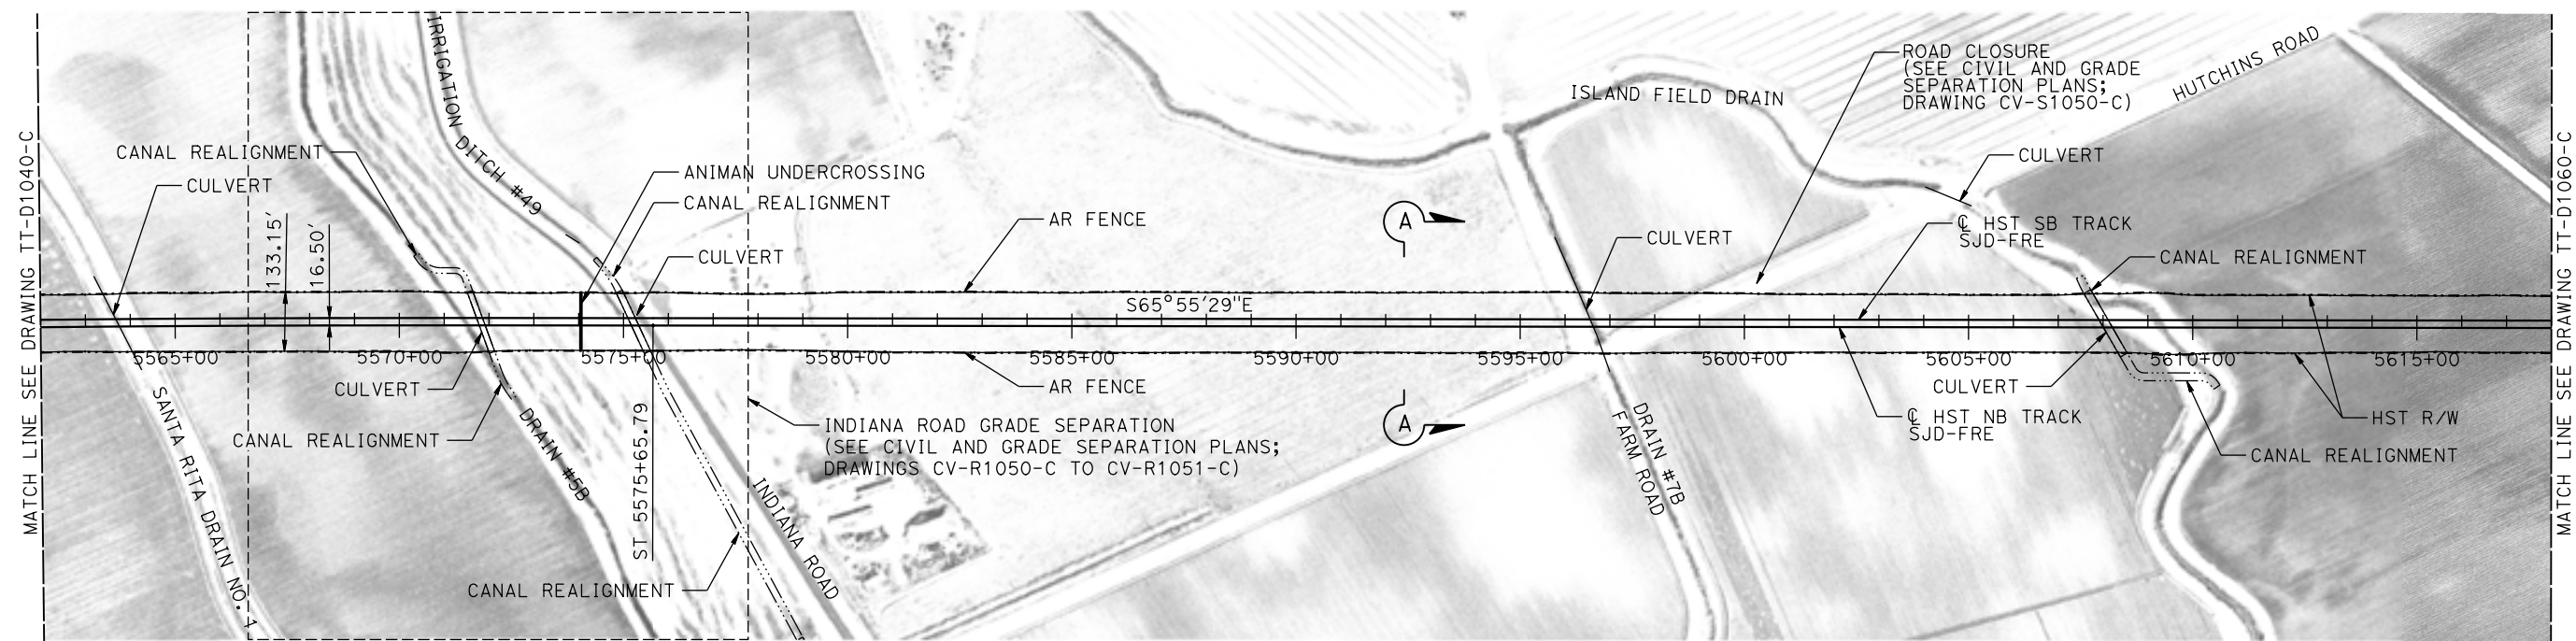 MATCH LINE SEE DRAWING TT-D1040-C
CANAL REALIGNMENT
CULVERT
133.15'
16.50'
IRRIGATION DITCH #49
ANIMAN UNDERCROSSING
CANAL REALIGNMENT
CULVERT
AR FENCE
A
S65°55'29"E
CULVERT
ISLAND FIELD DRAIN
ROAD CLOSURE
(SEE CIVIL AND GRADE
SEPARATION PLANS;
DRAWING CV-S1050-C)
HUTCHINS ROAD
CULVERT
℄ HST SB TRACK
SJD-FRE
CANAL REALIGNMENT
5565+00
5570+00
5575+00
5580+00
5585+00
5590+00
5595+00
5600+00
5605+00
5610+00
5615+00
SANTA RITA DRAIN NO. 1
CULVERT
CANAL REALIGNMENT
DRAIN #5B
CANAL REALIGNMENT
ST 5575+65.79
INDIANA ROAD
AR FENCE
INDIANA ROAD GRADE SEPARATION
(SEE CIVIL AND GRADE SEPARATION PLANS;
DRAWINGS CV-R1050-C TO CV-R1051-C)
A
DRAIN #7B
FARM ROAD
CULVERT
℄ HST NB TRACK
SJD-FRE
HST R/W
CANAL REALIGNMENT
MATCH LINE SEE DRAWING TT-D1060-C